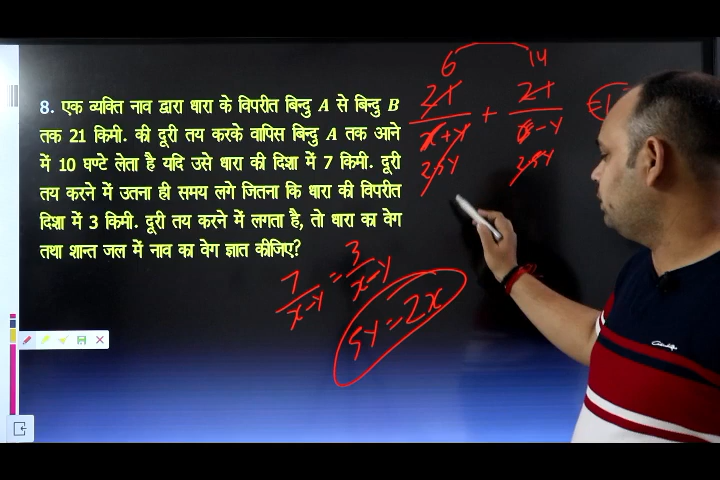 8. एक व्यक्ति नाव द्वारा धारा के विपरीत बिन्दु A से बिन्दु B
तक 21 किमी. की दूरी तय करके वापिस बिन्दु A तक आने
में 10 घण्टे लेता है यदि उसे धारा की दिशा में 7 किमी. दूरी
तय करने में उतना ही समय लगे जितना कि धारा की विपरीत
दिशा में 3 किमी. दूरी तय करने में लगता है, तो धारा का वेग
तथा शान्त जल में नाव का वेग ज्ञात कीजिए?
6 14
21/x+y + 21/-y
7/x-y = 3/x-y
5y=2x